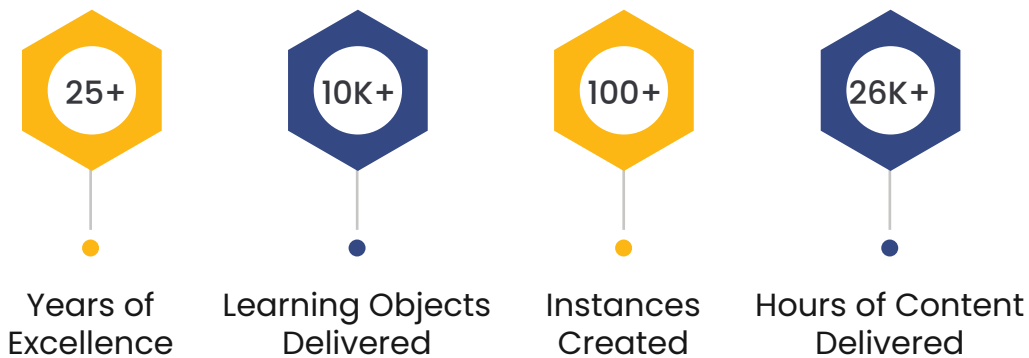 25+
10K+
100+
26K+
Years of
Excellence
Learning Objects
Delivered
Instances
Created
Hours of Content
Delivered